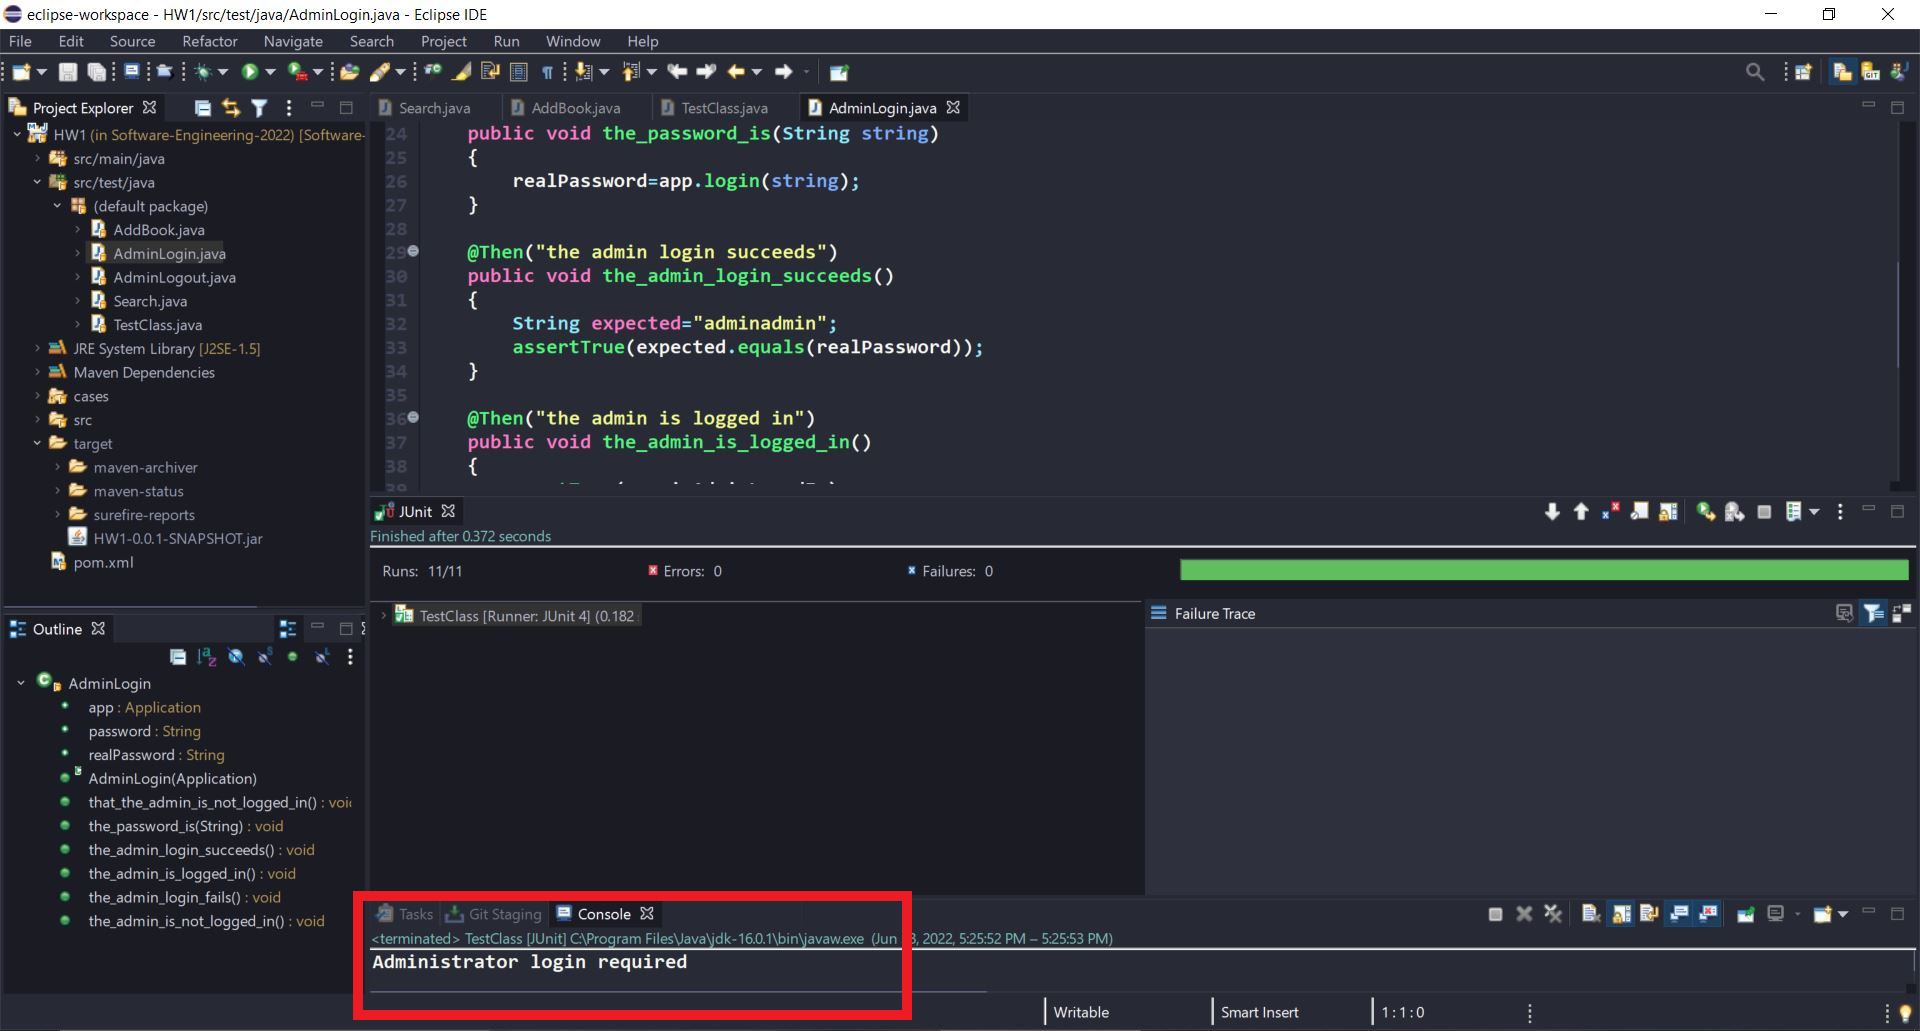 eclipse-workspace - HW1/src/test/java/AdminLogin.java - Eclipse IDE
File Edit Source Refactor Navigate Search Project Run Window Help
Project Explorer
HW1 (in Software-Engineering-2022) [Software-
src/main/java
src/test/java
(default package)
AddBook.java
AdminLogin.java
AdminLogout.java
Search.java
TestClass.java
JRE System Library [J2SE-1.5]
Maven Dependencies
cases
src
target
maven-archiver
maven-status
surefire-reports
HW1-0.0.1-SNAPSHOT.jar
pom.xml
Outline
AdminLogin
app : Application
password : String
realPassword : String
AdminLogin(Application)
that_the_admin_is_not_logged_in() : void
the_password_is(String) : void
the_admin_login_succeeds() : void
the_admin_is_logged_in() : void
the_admin_login_fails() : void
the_admin_is_not_logged_in() : void
Search.java AddBook.java TestClass.java AdminLogin.java
24 public void the_password_is(String string)
25 {
26 realPassword=app.login(string);
27 }
28
29 @Then("the admin login succeeds")
30 public void the_admin_login_succeeds()
31 {
32 String expected="adminadmin";
33 assertTrue(expected.equals(realPassword));
34 }
35
36 @Then("the admin is logged in")
37 public void the_admin_is_logged_in()
38 {
39
JUnit
Finished after 0.372 seconds
Runs: 11/11 Errors: 0 Failures: 0
TestClass [Runner: JUnit 4] (0.182
Failure Trace
Tasks Git Staging Console
<terminated> TestClass [JUnit] C:\Program Files\Java\jdk-16.0.1\bin\javaw.exe (Jun 3, 2022, 5:25:52 PM – 5:25:53 PM)
Administrator login required
Writable Smart Insert 1 : 1 : 0